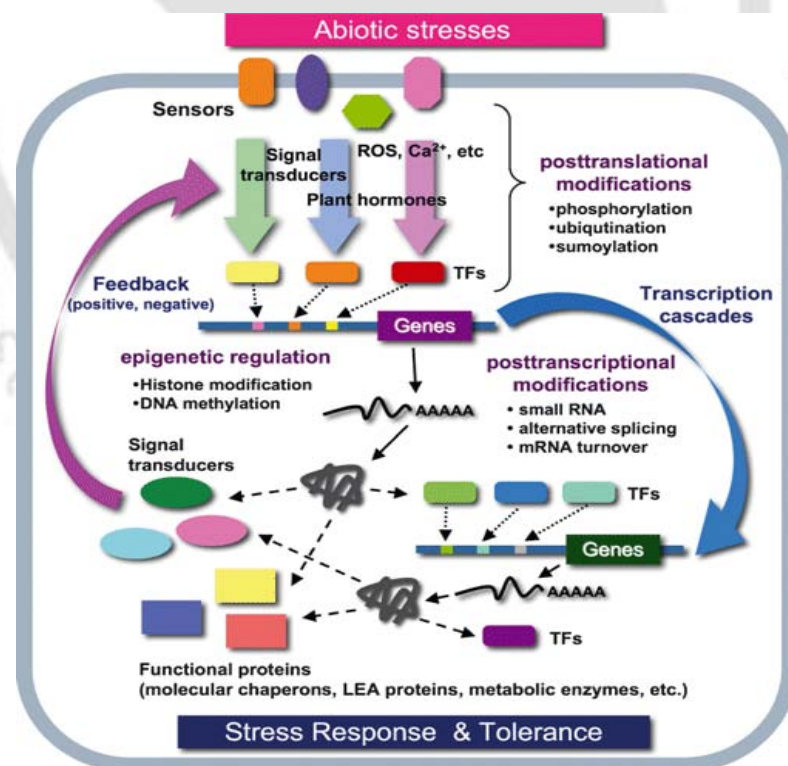 Abiotic stresses
Sensors
Signal
transducers
ROS, Ca²⁺, etc
Plant hormones
TFs
posttranslational
modifications
•phosphorylation
•ubiqutination
•sumoylation
Feedback
(positive, negative)
Genes
Transcription
cascades
epigenetic regulation
•Histone modification
•DNA methylation
posttranscriptional
modifications
• small RNA
• alternative splicing
• mRNA turnover
AAAAA
Signal
transducers
TFs
Genes
AAAAA
TFs
Functional proteins
(molecular chaperons, LEA proteins, metabolic enzymes, etc.)
Stress Response & Tolerance